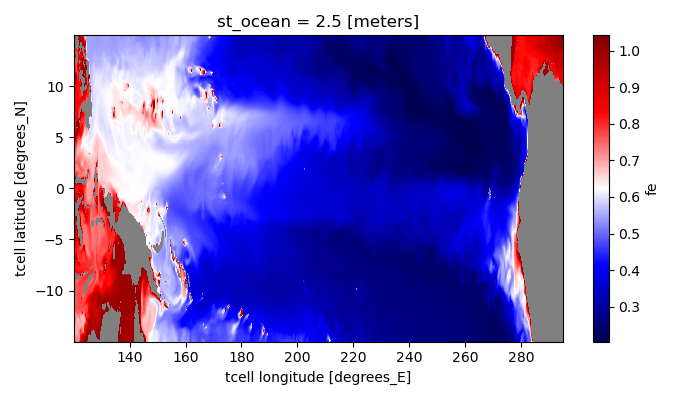 st_ocean = 2.5 [meters]
10
5
0
−5
−10
tcell latitude [degrees_N]
140 160 180 200 220 240 260 280
tcell longitude [degrees_E]
1.0
0.9
0.8
0.7
0.6
0.5
0.4
0.3
fe